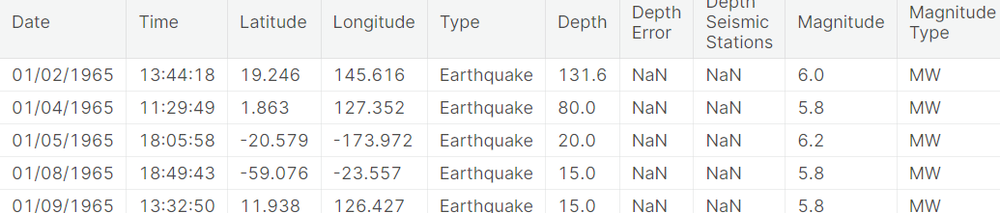 Date Time Latitude Longitude Type Depth Depth Error Depth Seismic Stations Magnitude Magnitude Type
01/02/1965 13:44:18 19.246 145.616 Earthquake 131.6 NaN NaN 6.0 MW
01/04/1965 11:29:49 1.863 127.352 Earthquake 80.0 NaN NaN 5.8 MW
01/05/1965 18:05:58 -20.579 -173.972 Earthquake 20.0 NaN NaN 6.2 MW
01/08/1965 18:49:43 -59.076 -23.557 Earthquake 15.0 NaN NaN 5.8 MW
01/09/1965 13:32:50 11.938 126.427 Earthquake 15.0 NaN NaN 5.8 MW